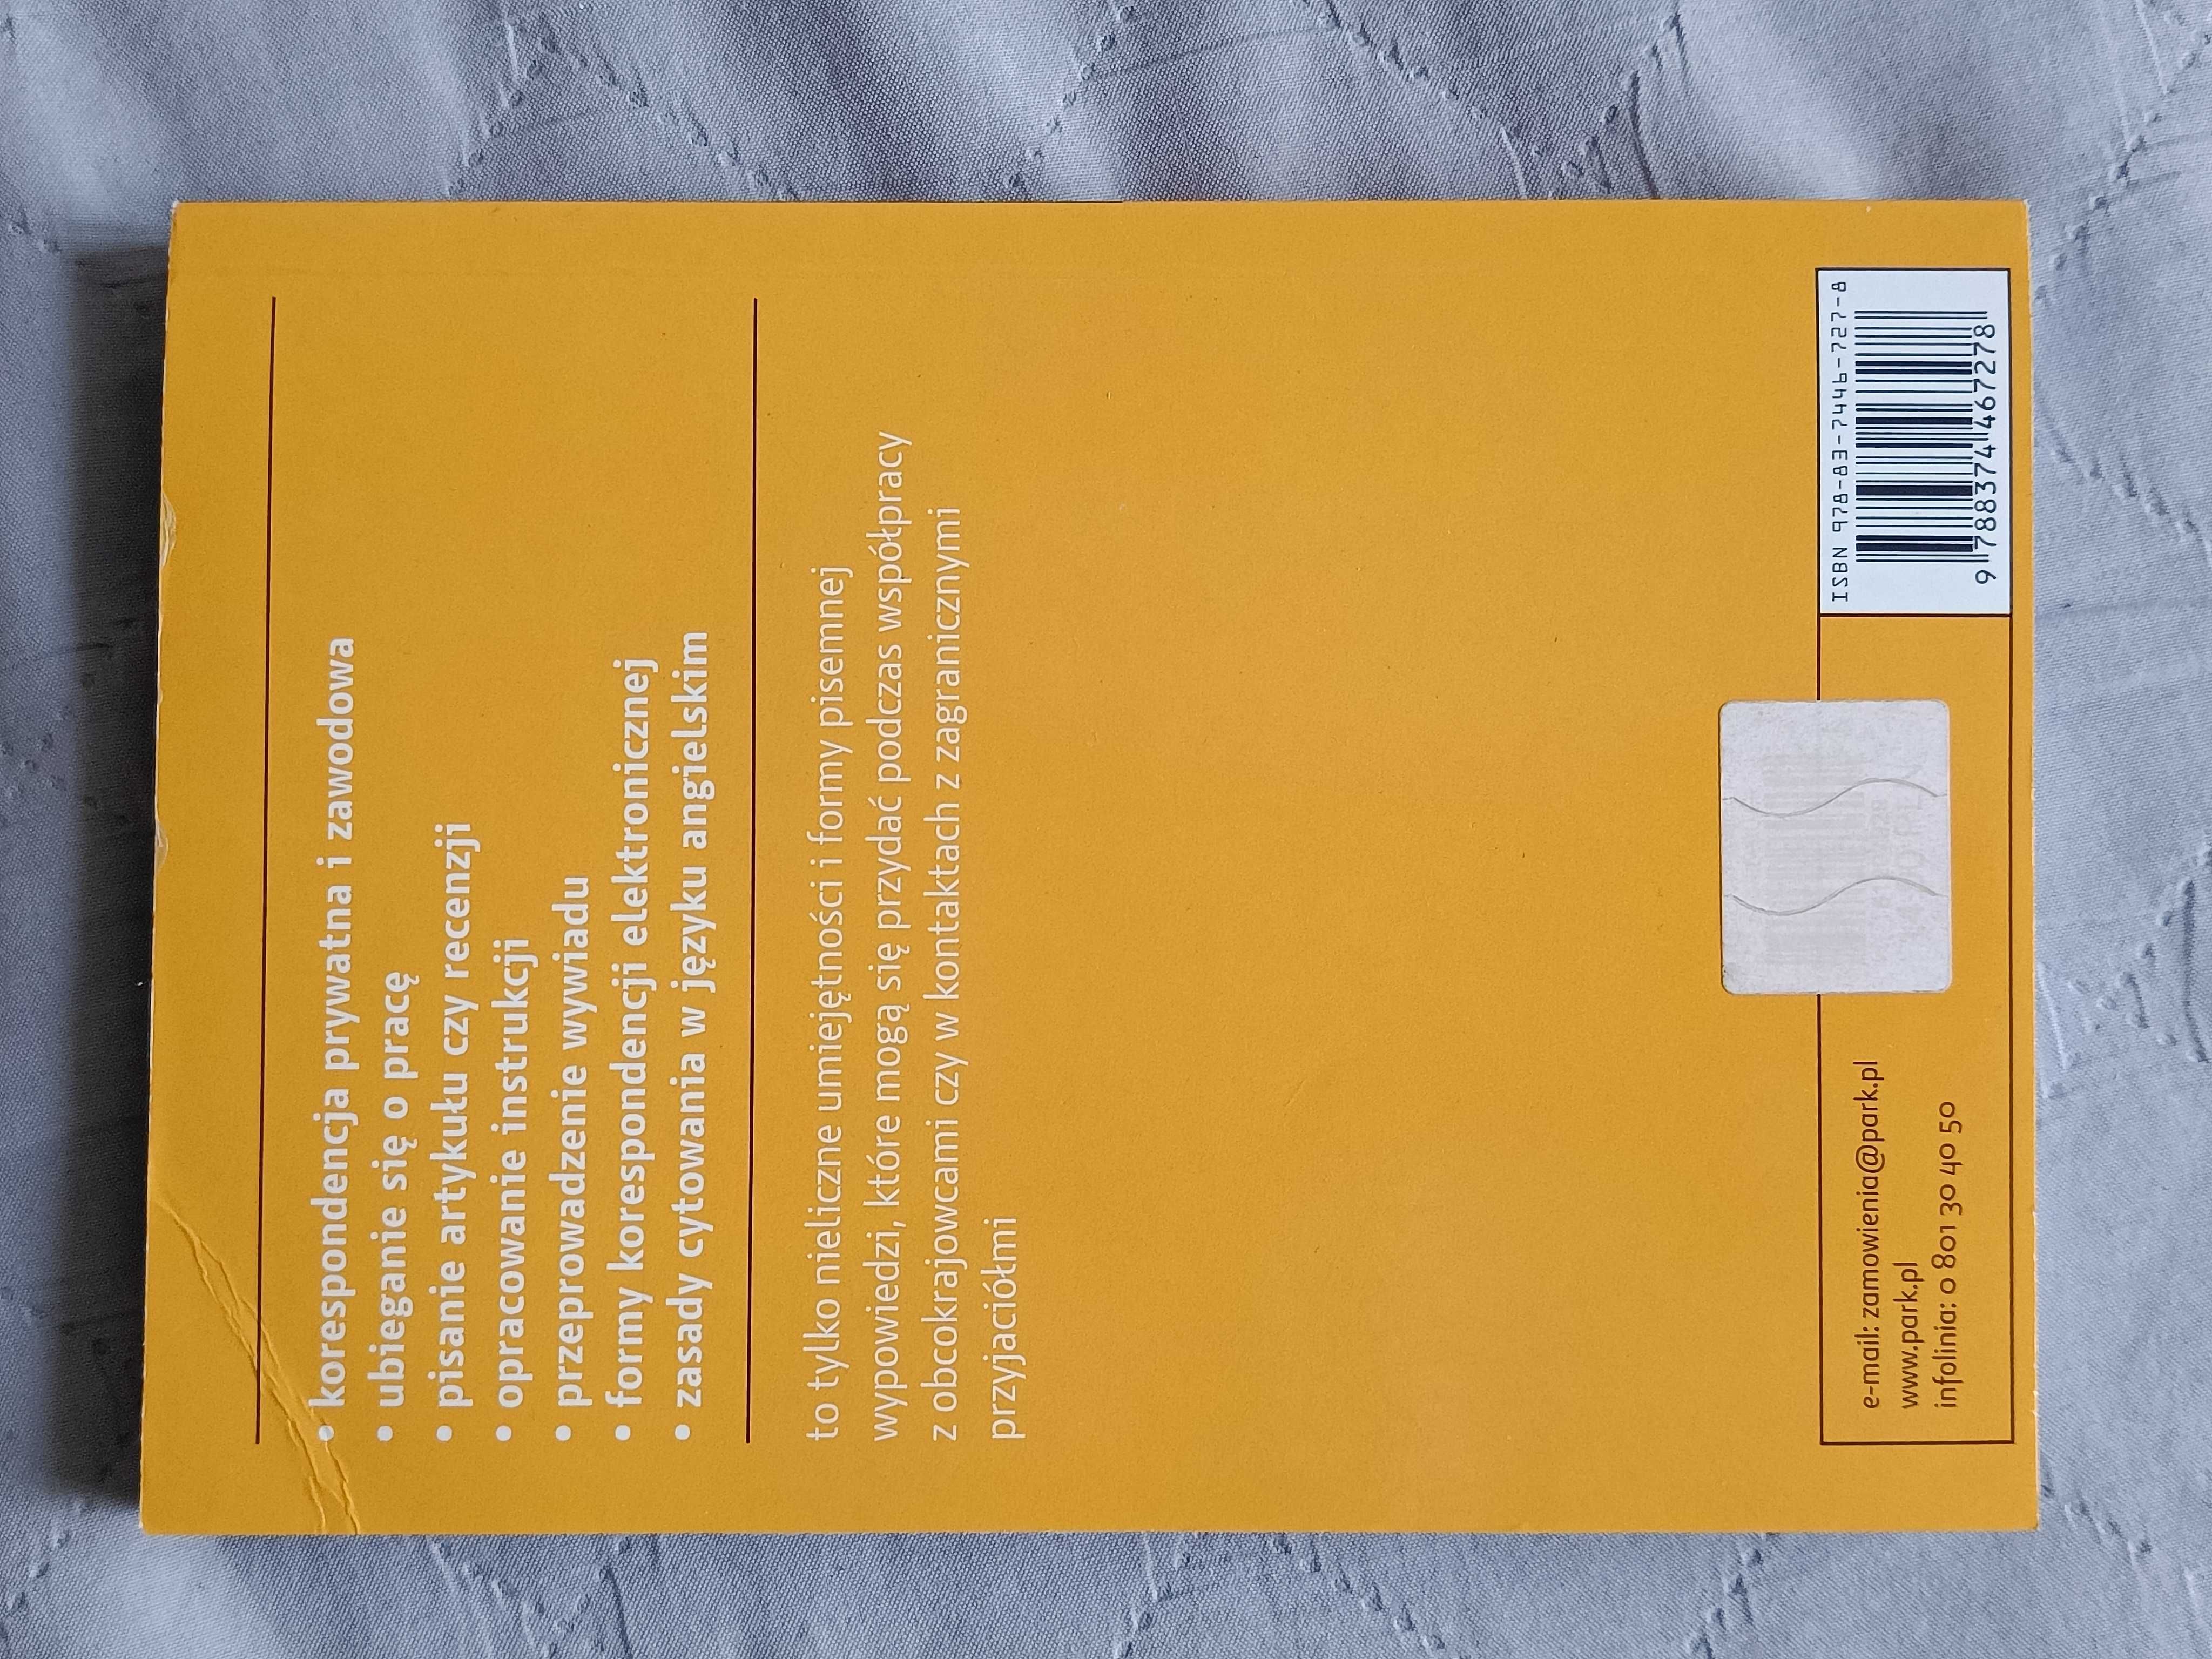 • korespondencja prywatna i zawodowa
• ubieganie się o pracę
• pisanie artykułu czy recenzji
• opracowanie instrukcji
• przeprowadzenie wywiadu
• formy korespondencji elektronicznej
• zasady cytowania w języku angielskim
to tylko nieliczne umiejętności i formy pisemnej
wypowiedzi, które mogą się przydać podczas współpracy
z obcokrajowcami czy w kontaktach z zagranicznymi
przyjaciółmi
e-mail: zamowienia@park.pl
www.park.pl
infolinia: 0 801 30 40 50
ISBN 978-83-7446-727-8
9 788374 467278